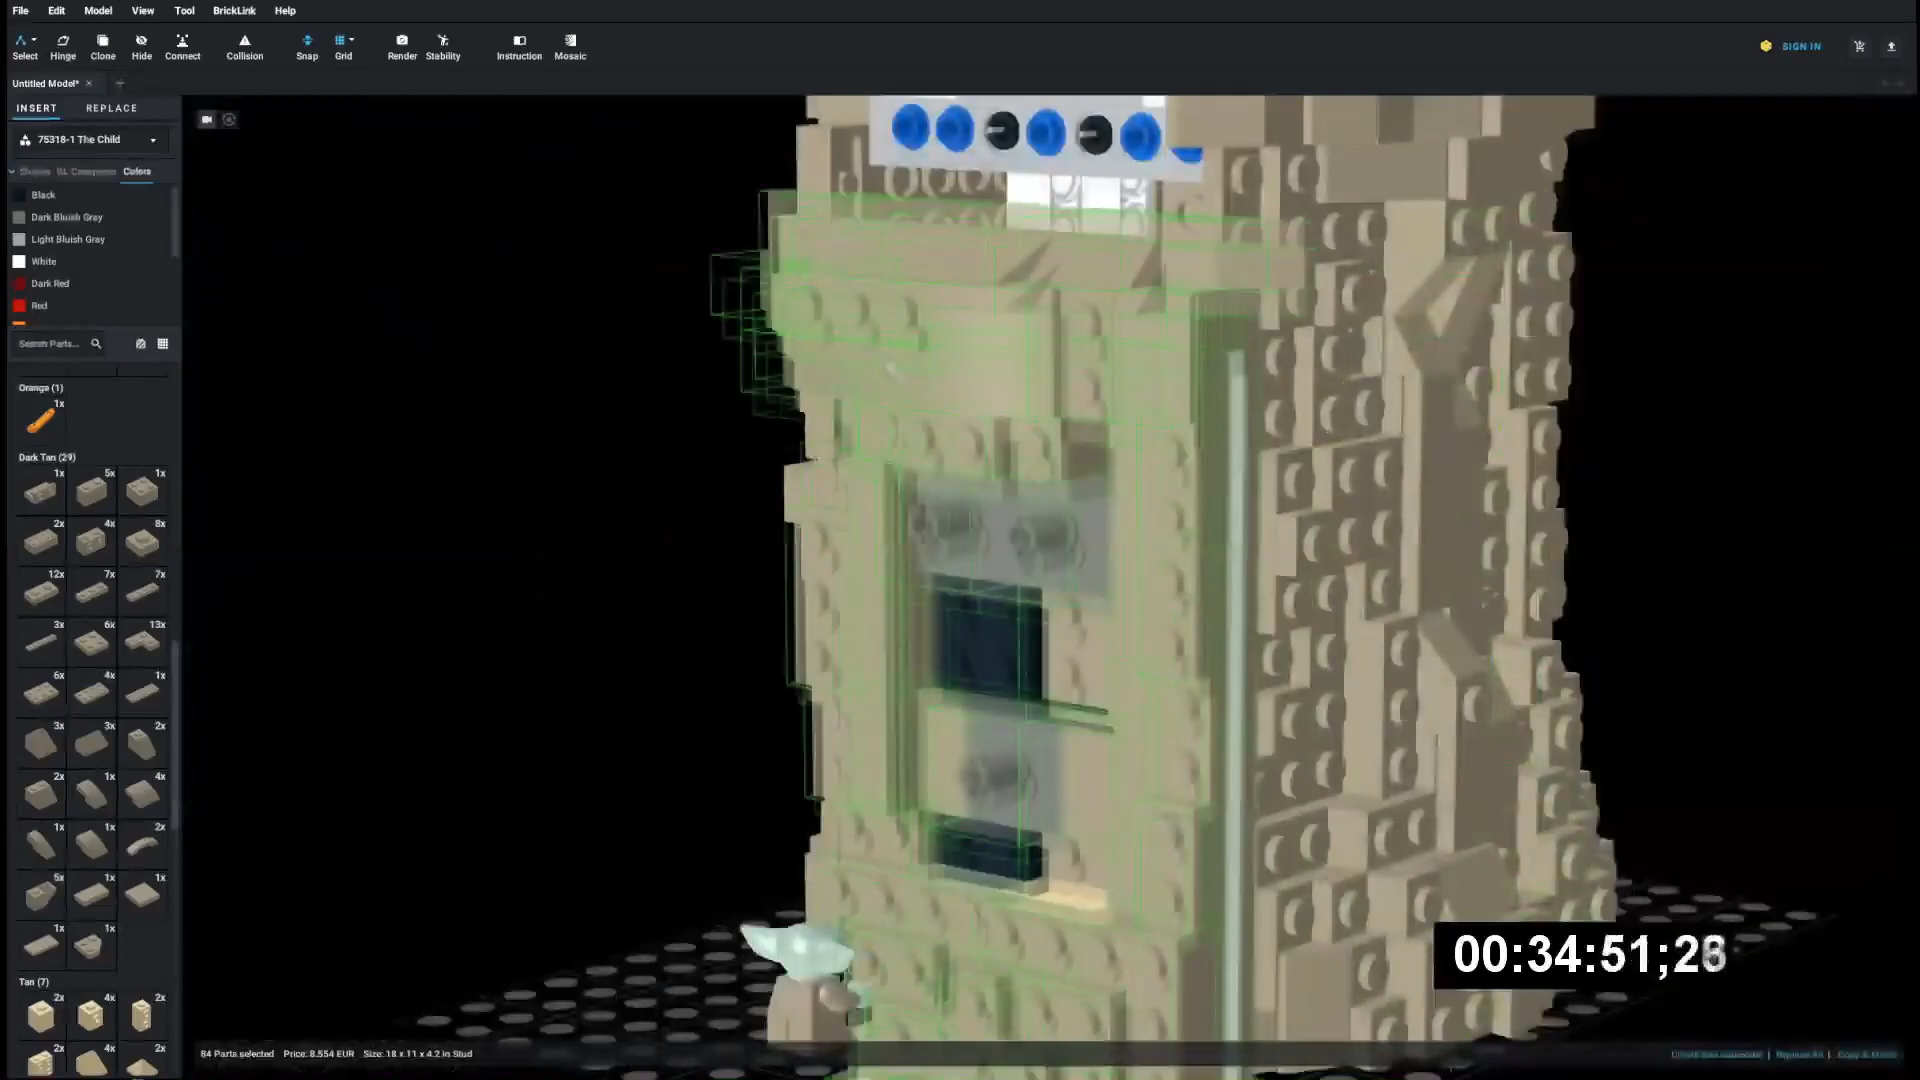 File Edit Model View Tool BrickLink Help
Select Hinge Clone Hide Connect Collision Snap Grid Render Stability Instruction Mosaic
SIGN IN
Untitled Model*
INSERT REPLACE
75318-1 The Child
Colors
Black
Dark Bluish Gray
Light Bluish Gray
White
Dark Red
Red
Search Parts...
Orange (1)
1x
Dark Tan (29)
1x 5x 1x
2x 4x 8x
12x 7x 7x
3x 6x 13x
6x 4x 1x
3x 3x 2x
2x 1x 4x
1x 1x 2x
5x 1x 1x
1x 1x
Tan (7)
2x 4x 2x
2x 4x 2x
84 Parts selected Price: 8.554 EUR Size: 18 x 11 x 4.2 in Stud
00:34:51;28